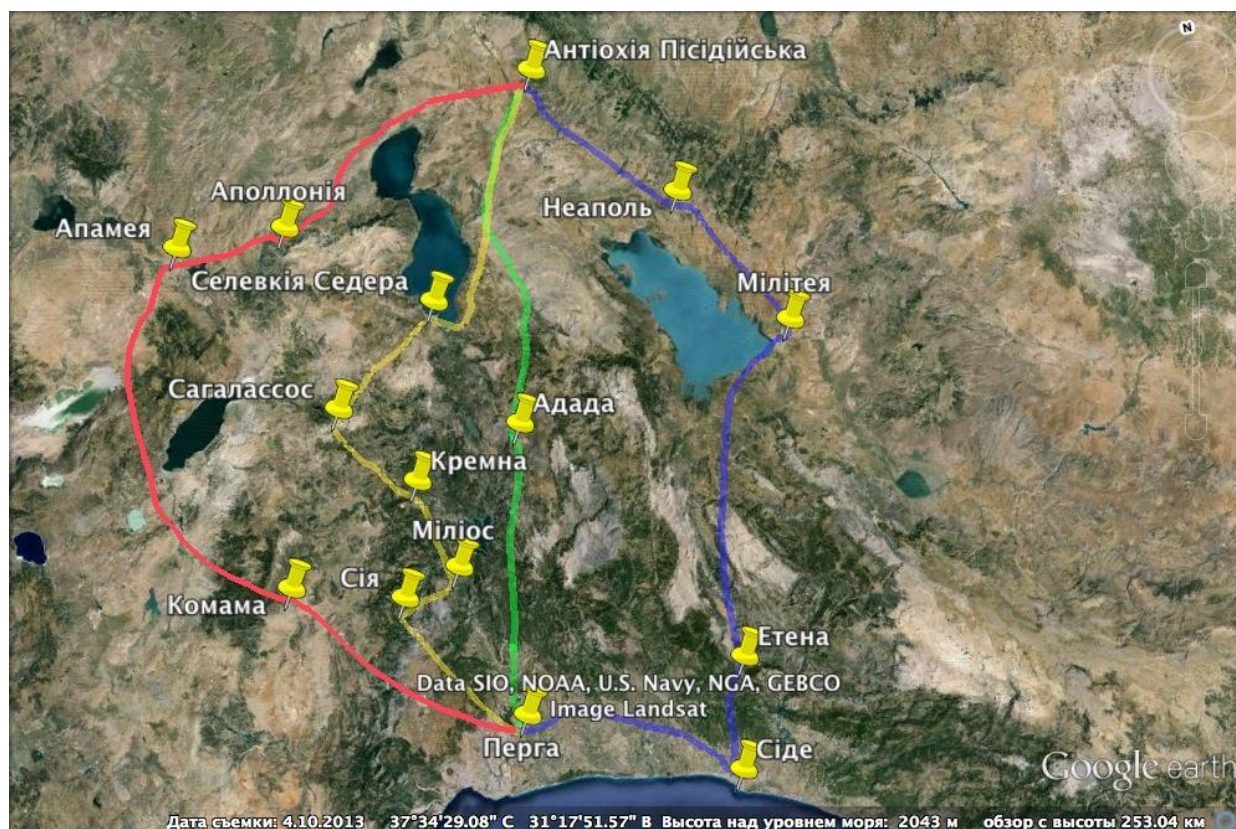 N
Антіохія Пісідійська
Неаполь
Аполлонія
Апамея
Селевкія Седера
Мілітея
Сагалассос
Адада
Кремна
Міліос
Сія
Комама
Етена
Data SIO, NOAA, U.S. Navy, NGA, GEBCO
Image Landsat
Перга
Сіде
Google earth
Дата съемки: 4.10.2013 37°34'29.08" С 31°17'51.57" В Высота над уровнем моря: 2043 м обзор с высоты 253.04 км